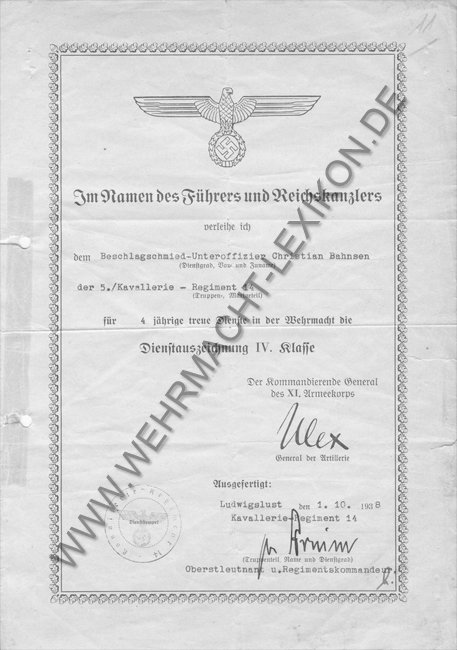 11
Im Namen des Führers und Reichskanzlers
verleihe ich
dem Beschlagschmied-Unteroffizier Christian Bahnsen
(Dienstgrad, Vor- und Zuname)
der 5./Kavallerie - Regiment 14
(Truppen-, Marineteil)
für 4 jährige treue Dienste in der Wehrmacht die
Dienstauszeichnung IV. Klasse
Der Kommandierende General
des XI. Armeekorps
Ulex
General der Artillerie
Ausgefertigt:
Ludwigslust den 1. 10. 1938
Kavallerie-Regiment 14
Dienststempel
(Truppenteil, Name und Dienstgrad)
Oberstleutnant u.Regimentskommandeur.
WWW.WEHRMACHT-LEXIKON.DE